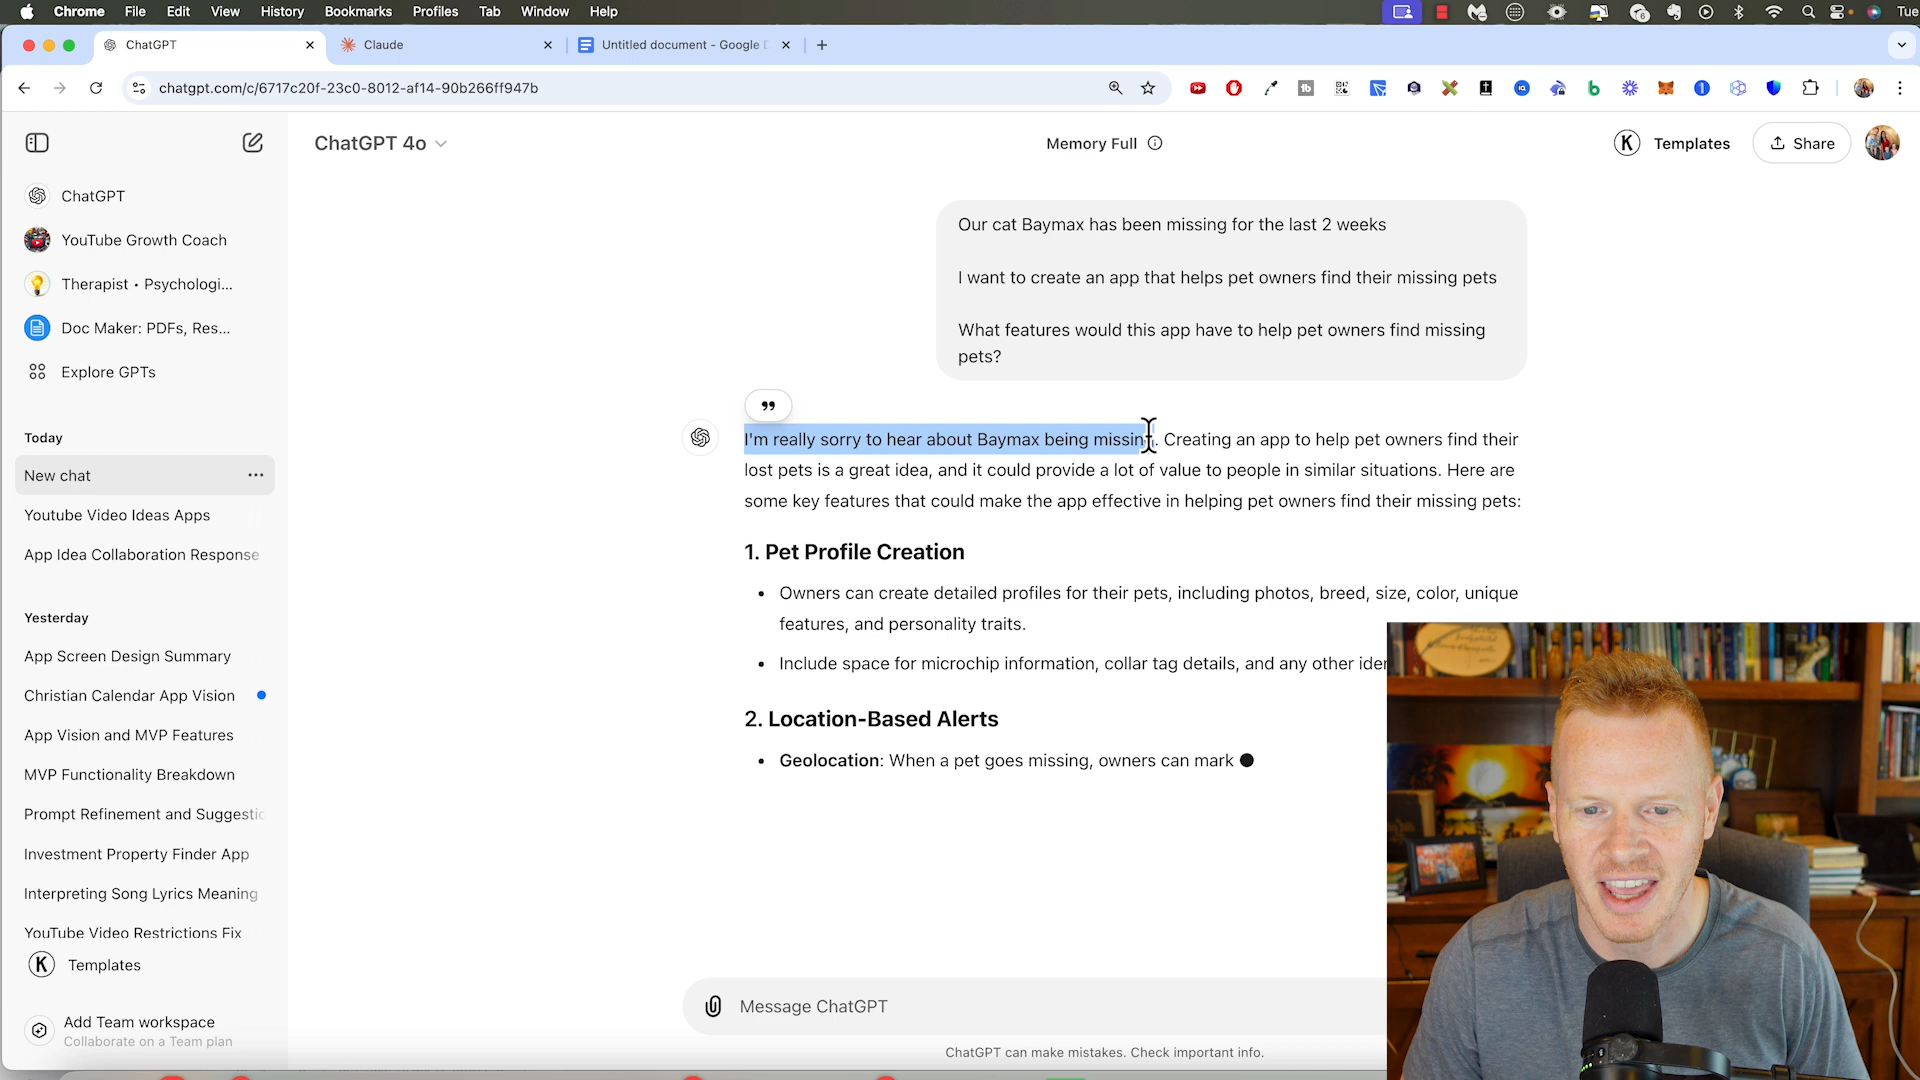 Chrome File Edit View History Bookmarks Profiles Tab Window Help Tue
ChatGPT
Claude
Untitled document - Google D
chatgpt.com/c/6717c20f-23c0-8012-af14-90b266ff947b
ChatGPT 4o
Memory Full
Templates
Share
ChatGPT
YouTube Growth Coach
Therapist • Psychologi...
Doc Maker: PDFs, Res...
Explore GPTs
Today
New chat
Youtube Video Ideas Apps
App Idea Collaboration Response
Yesterday
App Screen Design Summary
Christian Calendar App Vision
App Vision and MVP Features
MVP Functionality Breakdown
Prompt Refinement and Suggestic
Investment Property Finder App
Interpreting Song Lyrics Meaning
YouTube Video Restrictions Fix
Templates
Add Team workspace
Collaborate on a Team plan
Our cat Baymax has been missing for the last 2 weeks
I want to create an app that helps pet owners find their missing pets
What features would this app have to help pet owners find missing
pets?
I'm really sorry to hear about Baymax being missing. Creating an app to help pet owners find their
lost pets is a great idea, and it could provide a lot of value to people in similar situations. Here are
some key features that could make the app effective in helping pet owners find their missing pets:
1. Pet Profile Creation
• Owners can create detailed profiles for their pets, including photos, breed, size, color, unique
features, and personality traits.
• Include space for microchip information, collar tag details, and any other iden
2. Location-Based Alerts
• Geolocation: When a pet goes missing, owners can mark
Message ChatGPT
ChatGPT can make mistakes. Check important info.